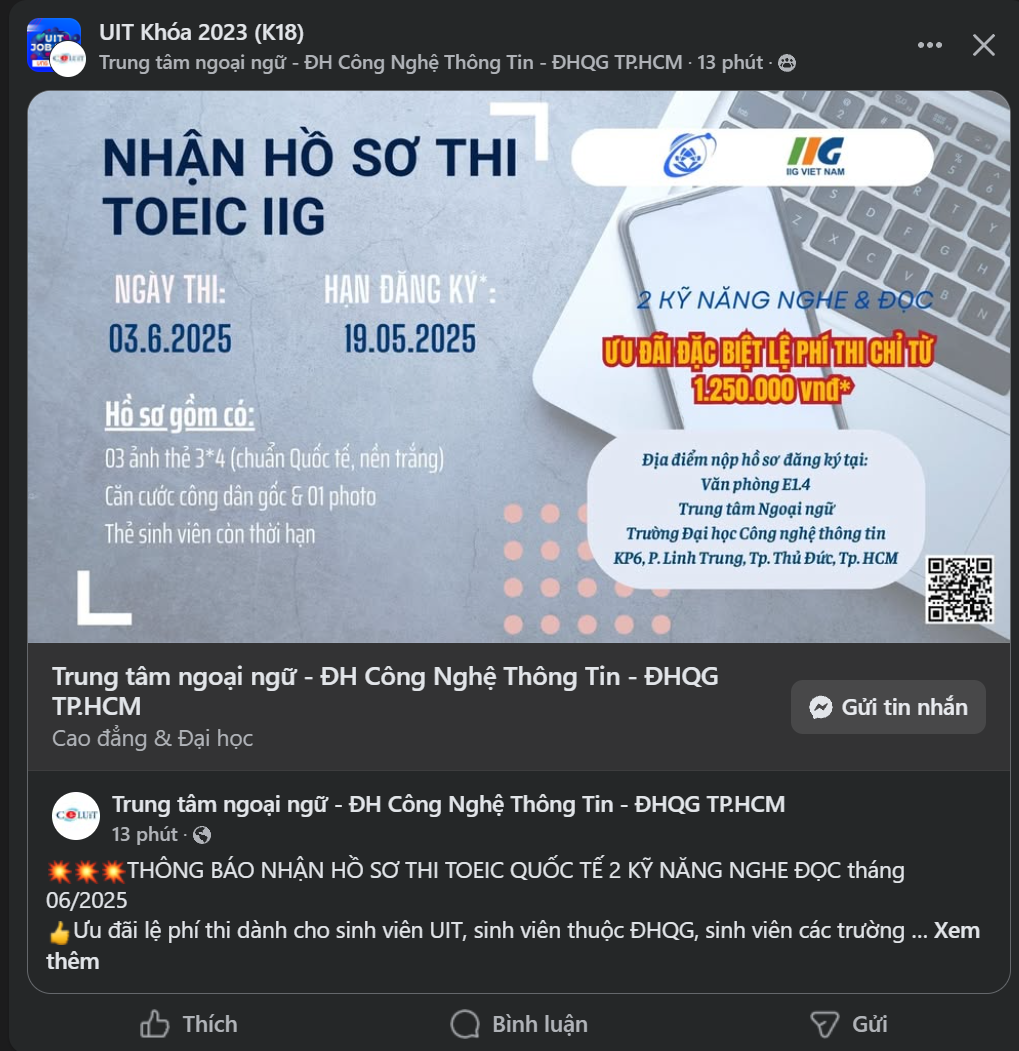 UIT Khóa 2023 (K18)
Trung tâm ngoại ngữ - ĐH Công Nghệ Thông Tin - ĐHQG TP.HCM · 13 phút ·
NHẬN HỒ SƠ THI
TOEIC IIG
NGÀY THI:
03.6.2025
HẠN ĐĂNG KÝ*:
19.05.2025
Hồ sơ gồm có:
03 ảnh thẻ 3*4 (chuẩn Quốc tế, nền trắng)
Căn cước công dân gốc & 01 photo
Thẻ sinh viên còn thời hạn
IIG
IIG VIET NAM
2 KỸ NĂNG NGHE & ĐỌC
ƯU ĐÃI ĐẶC BIỆT LỆ PHÍ THI CHỈ TỪ
1.250.000 vnđ*
Địa điểm nộp hồ sơ đăng ký tại:
Văn phòng E1.4
Trung tâm Ngoại ngữ
Trường Đại học Công nghệ thông tin
KP6, P. Linh Trung, Tp. Thủ Đức, Tp. HCM
Trung tâm ngoại ngữ - ĐH Công Nghệ Thông Tin - ĐHQG
TP.HCM
Cao đẳng & Đại học
Gửi tin nhắn
Trung tâm ngoại ngữ - ĐH Công Nghệ Thông Tin - ĐHQG TP.HCM
13 phút ·
💥💥💥THÔNG BÁO NHẬN HỒ SƠ THI TOEIC QUỐC TẾ 2 KỸ NĂNG NGHE ĐỌC tháng
06/2025
👍Ưu đãi lệ phí thi dành cho sinh viên UIT, sinh viên thuộc ĐHQG, sinh viên các trường ... Xem
thêm
Thích
Bình luận
Gửi